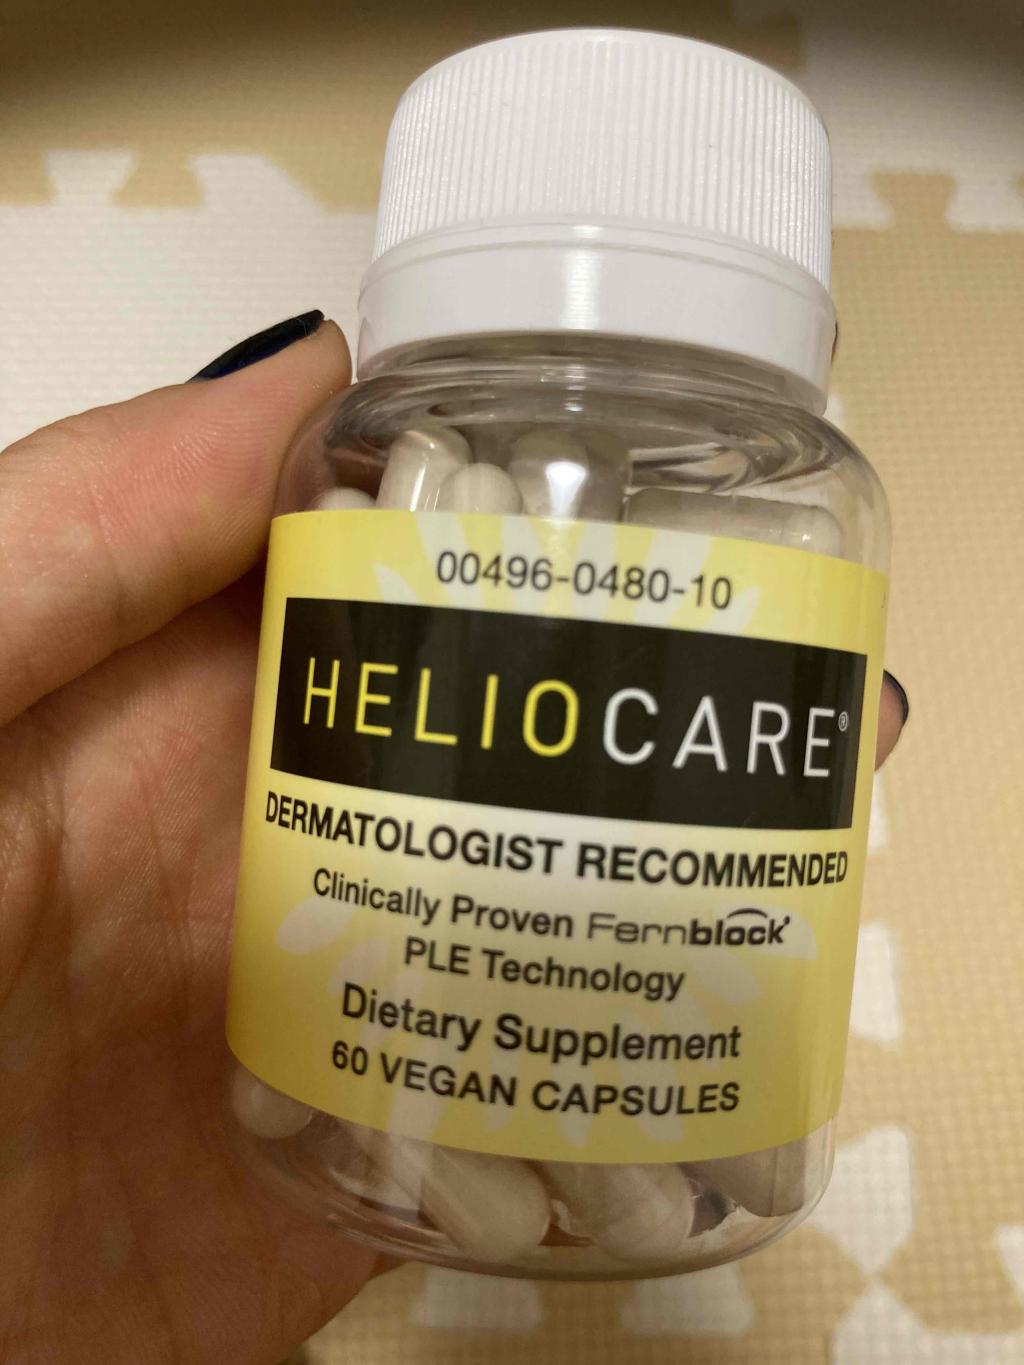 00496-0480-10
HELIOCARE®
DERMATOLOGIST RECOMMENDED
Clinically Proven Fernblock
PLE Technology
Dietary Supplement
60 VEGAN CAPSULES